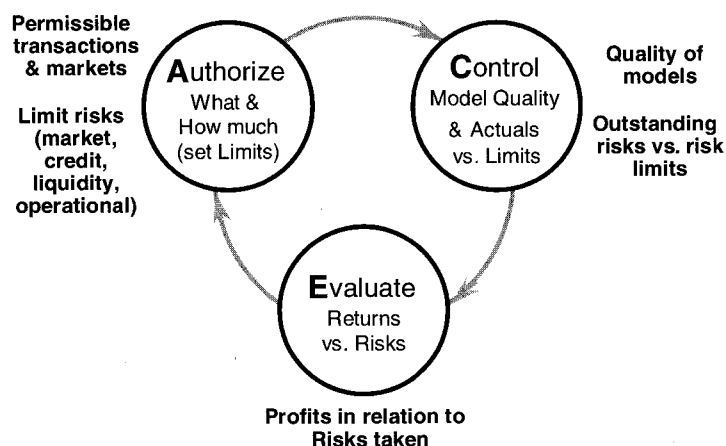 Permissible
transactions
& markets
Limit risks
(market,
credit,
liquidity,
operational)
Authorize
What &
How much
(set Limits)
Control
Model Quality
& Actuals
vs. Limits
Quality of
models
Outstanding
risks vs. risk
limits
Evaluate
Returns
vs. Risks
Profits in relation to
Risks taken